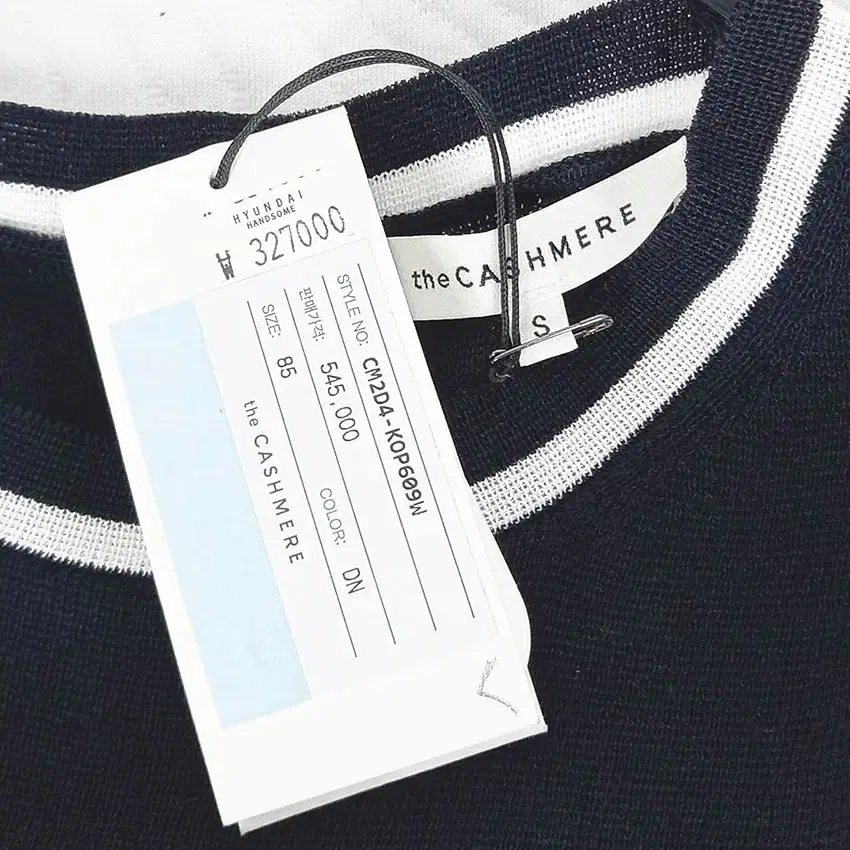 HYUNDAI
HANDSOME
₩ 327000
STYLE NO: CM2D4-KOP609W
판매가격: 545,000
SIZE: 85 COLOR: DN
the CASHMERE
the CASHMERE
S